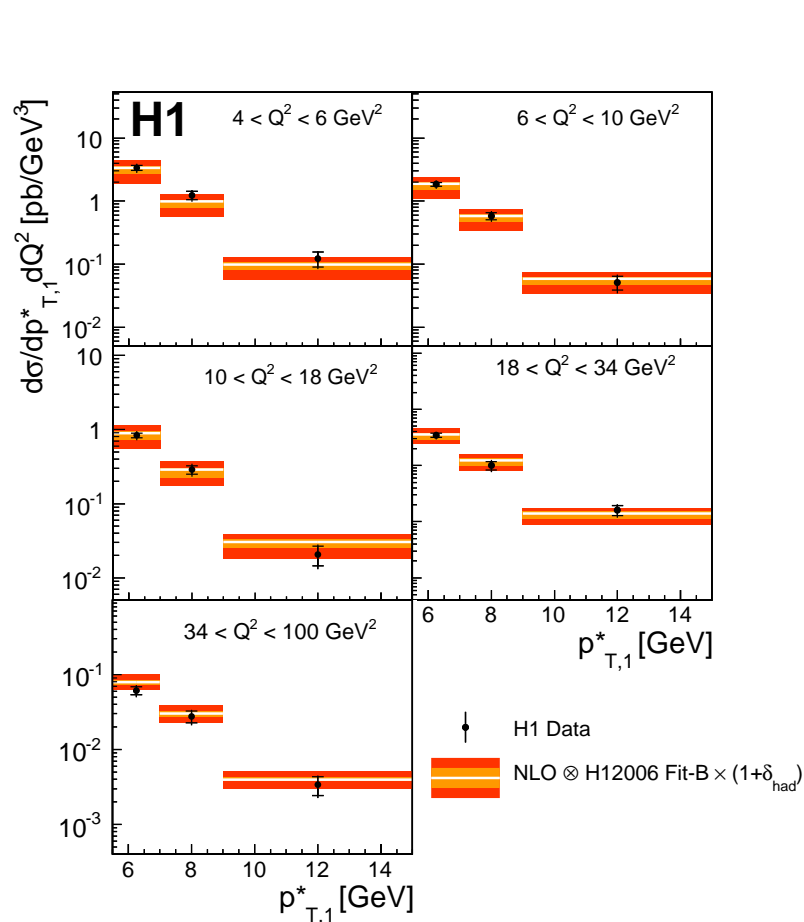 H1
4 < Q² < 6 GeV²
6 < Q² < 10 GeV²
dσ/dp*T,1 dQ² [pb/GeV³]
10
1
10⁻¹
10⁻²
10 < Q² < 18 GeV²
18 < Q² < 34 GeV²
10
1
10⁻¹
10⁻²
6 8 10 12 14
p*T,1 [GeV]
34 < Q² < 100 GeV²
10⁻¹
10⁻²
10⁻³
6 8 10 12 14
p*T,1 [GeV]
H1 Data
NLO ⊗ H12006 Fit-B × (1+δhad)